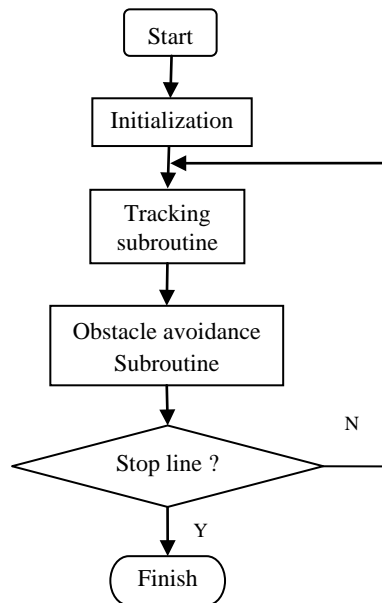 Start
Initialization
Tracking
subroutine
Obstacle avoidance
Subroutine
Stop line ?
N
Y
Finish